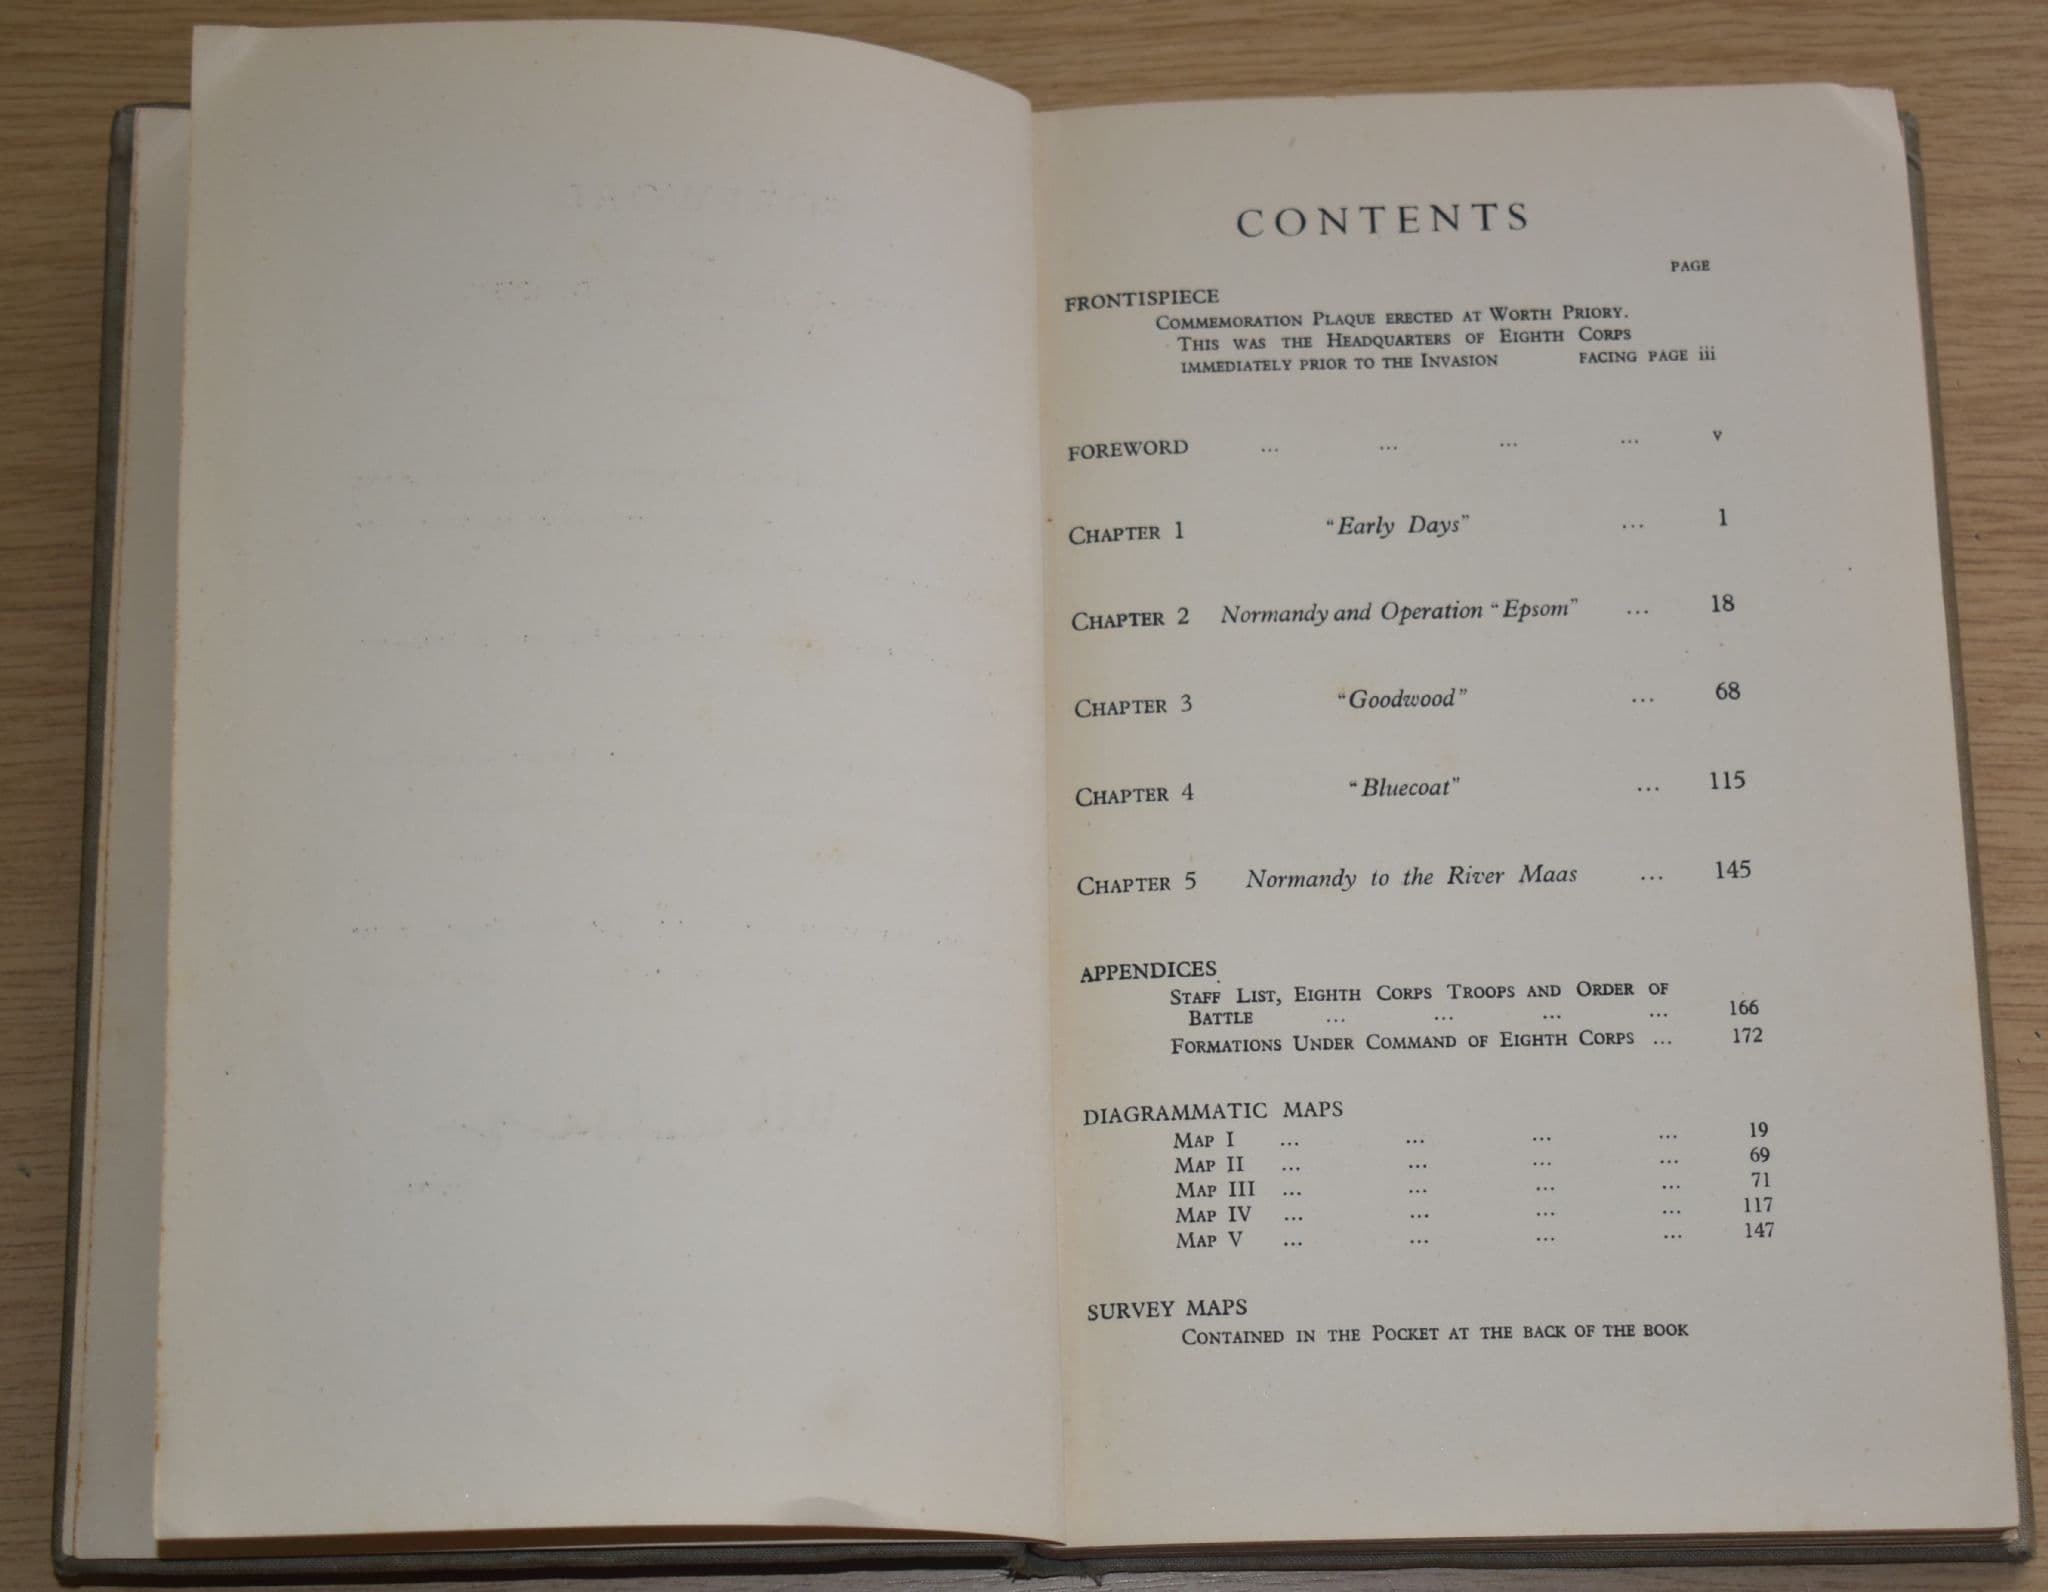 CONTENTS
PAGE
FRONTISPIECE
COMMEMORATION PLAQUE ERECTED AT WORTH PRIORY.
THIS WAS THE HEADQUARTERS OF EIGHTH CORPS
IMMEDIATELY PRIOR TO THE INVASION FACING PAGE iii
FOREWORD ... ... ... ... v
CHAPTER 1 "Early Days" ... 1
CHAPTER 2 Normandy and Operation "Epsom" ... 18
CHAPTER 3 "Goodwood" ... 68
CHAPTER 4 "Bluecoat" ... 115
CHAPTER 5 Normandy to the River Maas ... 145
APPENDICES
STAFF LIST, EIGHTH CORPS TROOPS AND ORDER OF
BATTLE ... ... ... ... 166
FORMATIONS UNDER COMMAND OF EIGHTH CORPS ... 172
DIAGRAMMATIC MAPS
MAP I ... ... ... ... 19
MAP II ... ... ... ... 69
MAP III ... ... ... ... 71
MAP IV ... ... ... ... 117
MAP V ... ... ... ... 147
SURVEY MAPS
CONTAINED IN THE POCKET AT THE BACK OF THE BOOK